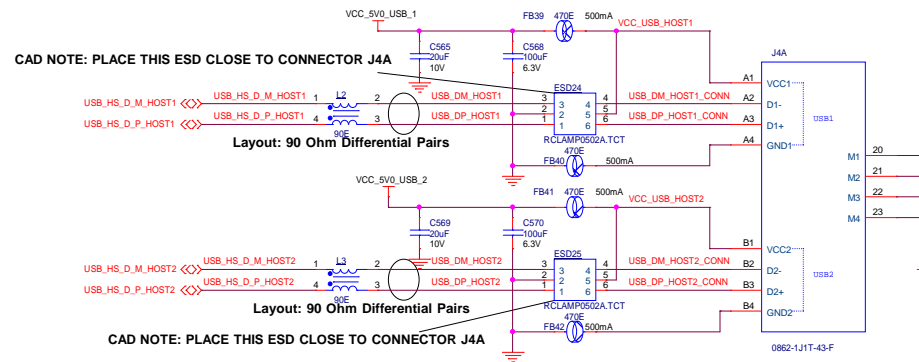 VCC_5V0_USB_1
FB39 470E 500mA
VCC_USB_HOST1
C565
20uF
10V
C568
100uF
6.3V
J4A
CAD NOTE: PLACE THIS ESD CLOSE TO CONNECTOR J4A
ESD24
A1 VCC1
USB_HS_D_M_HOST1 1 L2 2 USB_DM_HOST1 3 3 4 4 USB_DM_HOST1_CONN A2 D1-
2 2 5 5
USB_HS_D_P_HOST1 4 90E 3 USB_DP_HOST1 1 1 6 6 USB_DP_HOST1_CONN A3 D1+
USB1
RCLAMP0502A.TCT
A4 GND1
Layout: 90 Ohm Differential Pairs
470E
FB40 500mA
M1 20
M2 21
M3 22
M4 23
VCC_5V0_USB_2
FB41 470E 500mA
VCC_USB_HOST2
C569
20uF
10V
C570
100uF
6.3V
B1 VCC2
ESD25
USB_HS_D_M_HOST2 1 L3 2 USB_DM_HOST2 3 3 4 4 USB_DM_HOST2_CONN B2 D2-
2 2 5 5
USB2
USB_HS_D_P_HOST2 4 90E 3 USB_DP_HOST2 1 1 6 6 USB_DP_HOST2_CONN B3 D2+
RCLAMP0502A.TCT
B4 GND2
Layout: 90 Ohm Differential Pairs
470E
FB42 500mA
CAD NOTE: PLACE THIS ESD CLOSE TO CONNECTOR J4A
0862-1J1T-43-F